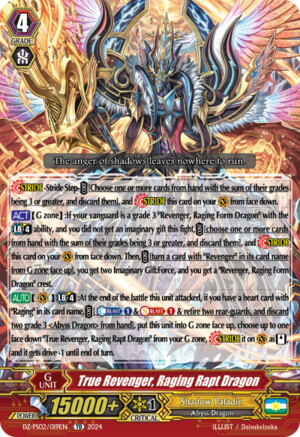 4
GRADE
The anger of shadows leaves nowhere to run.
STRIDE -Stride Step- [Choose one or more cards from hand with the sum of their grades
being 3 or greater, and discard them], and STRIDE this card on your from face down.
ACT [G zone] :If your vanguard is a grade 3 "Revenger, Raging Form Dragon" with the
LB 4 ability, and you did not get an imaginary gift this fight, [choose one or more cards
from hand with the sum of their grades being 3 or greater, and discard them], and STRIDE
this card on your from face down. Then, [turn a card with "Revenger" in its card name
from G zone face up], you get two Imaginary Gift:Force, and you get a "Revenger, Raging"
crest.
AUTO LB 4 :At the end of the battle this unit attacked, if you have a heart card with
"Raging" in its card name, BLAST 1 BLAST 1 & retire two rear-guards, and discard
two grade 3 <Abyss Dragon> from hand], put this unit into G zone face up, choose up to one
face down "True Revenger, Raging Rapt Dragon" from your G zone, STRIDE it on as
and it gets drive -1 until end of turn.
G
UNIT
True Revenger, Raging Rapt Dragon
POWER
15000+
1
CRITICAL
Shadow Paladin
Abyss Dragon
DZ-PS02/019EN TD 2024
ILLUST / Daisukeizuka